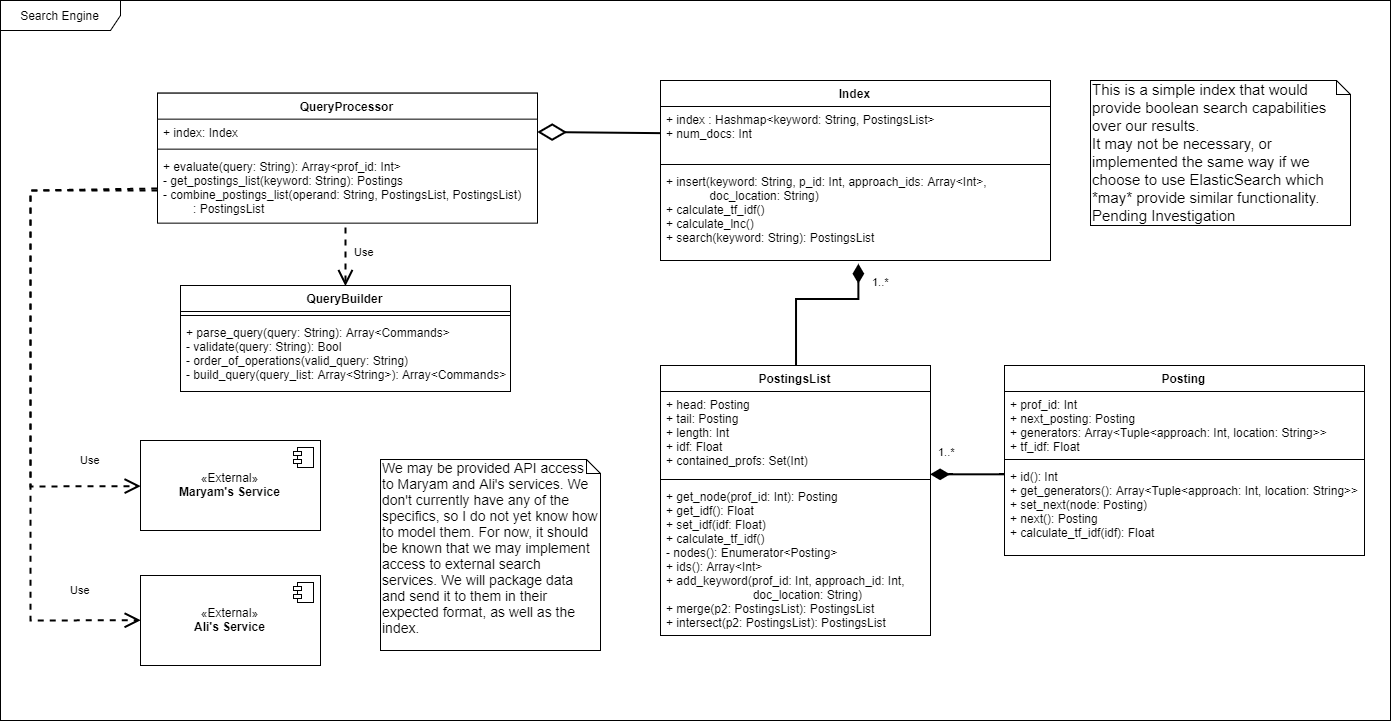 Search Engine
QueryProcessor
+ index: Index
+ evaluate(query: String): Array<prof_id: Int>
- get_postings_list(keyword: String): Postings
- combine_postings_list(operand: String, PostingsList, PostingsList)
: PostingsList
Use
QueryBuilder
+ parse_query(query: String): Array<Commands>
- validate(query: String): Bool
- order_of_operations(valid_query: String)
- build_query(query_list: Array<String>): Array<Commands>
Index
+ index : Hashmap<keyword: String, PostingsList>
+ num_docs: Int
+ insert(keyword: String, p_id: Int, approach_ids: Array<Int>,
doc_location: String)
+ calculate_tf_idf()
+ calculate_lnc()
+ search(keyword: String): PostingsList
This is a simple index that would
provide boolean search capabilities
over our results.
It may not be necessary, or
implemented the same way if we
choose to use ElasticSearch which
*may* provide similar functionality.
Pending Investigation
1..*
PostingsList
+ head: Posting
+ tail: Posting
+ length: Int
+ idf: Float
+ contained_profs: Set(Int)
+ get_node(prof_id: Int): Posting
+ get_idf(): Float
+ set_idf(idf: Float)
+ calculate_tf_idf()
- nodes(): Enumerator<Posting>
+ ids(): Array<Int>
+ add_keyword(prof_id: Int, approach_id: Int,
doc_location: String)
+ merge(p2: PostingsList): PostingsList
+ intersect(p2: PostingsList): PostingsList
1..*
Posting
+ prof_id: Int
+ next_posting: Posting
+ generators: Array<Tuple<approach: Int, location: String>>
+ tf_idf: Float
+ id(): Int
+ get_generators(): Array<Tuple<approach: Int, location: String>>
+ set_next(node: Posting)
+ next(): Posting
+ calculate_tf_idf(idf): Float
Use
«External»
Maryam's Service
Use
«External»
Ali's Service
We may be provided API access
to Maryam and Ali's services. We
don't currently have any of the
specifics, so I do not yet know how
to model them. For now, it should
be known that we may implement
access to external search
services. We will package data
and send it to them in their
expected format, as well as the
index.